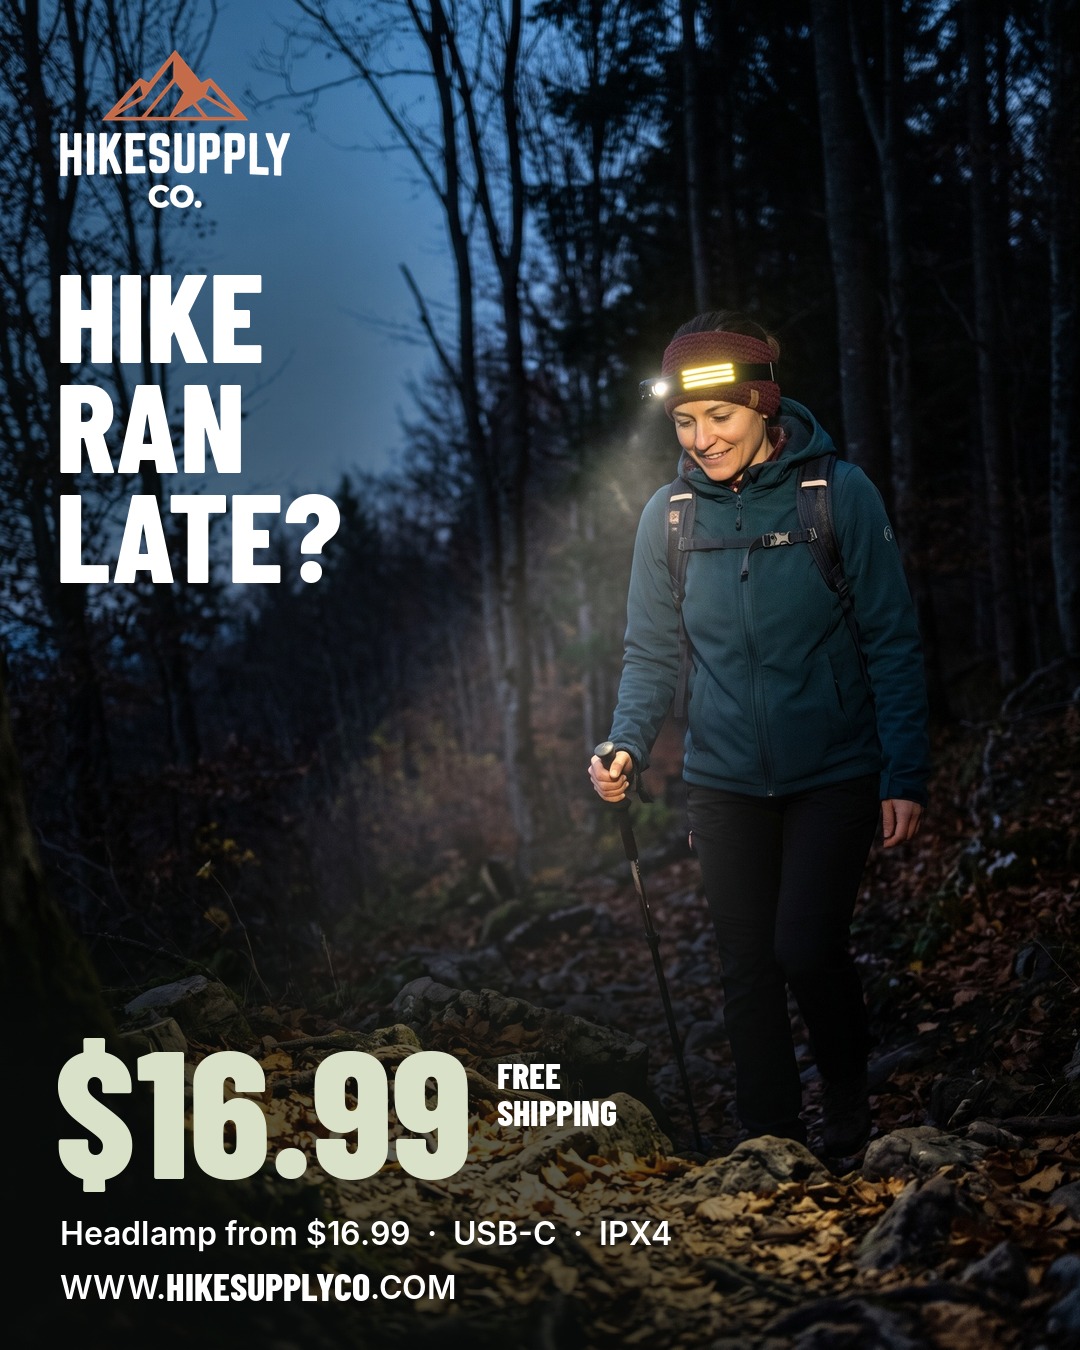 HIKESUPPLY
CO.
HIKE
RAN
LATE?
$16.99
FREE
SHIPPING
Headlamp from $16.99 · USB-C · IPX4
WWW.HIKESUPPLYCO.COM